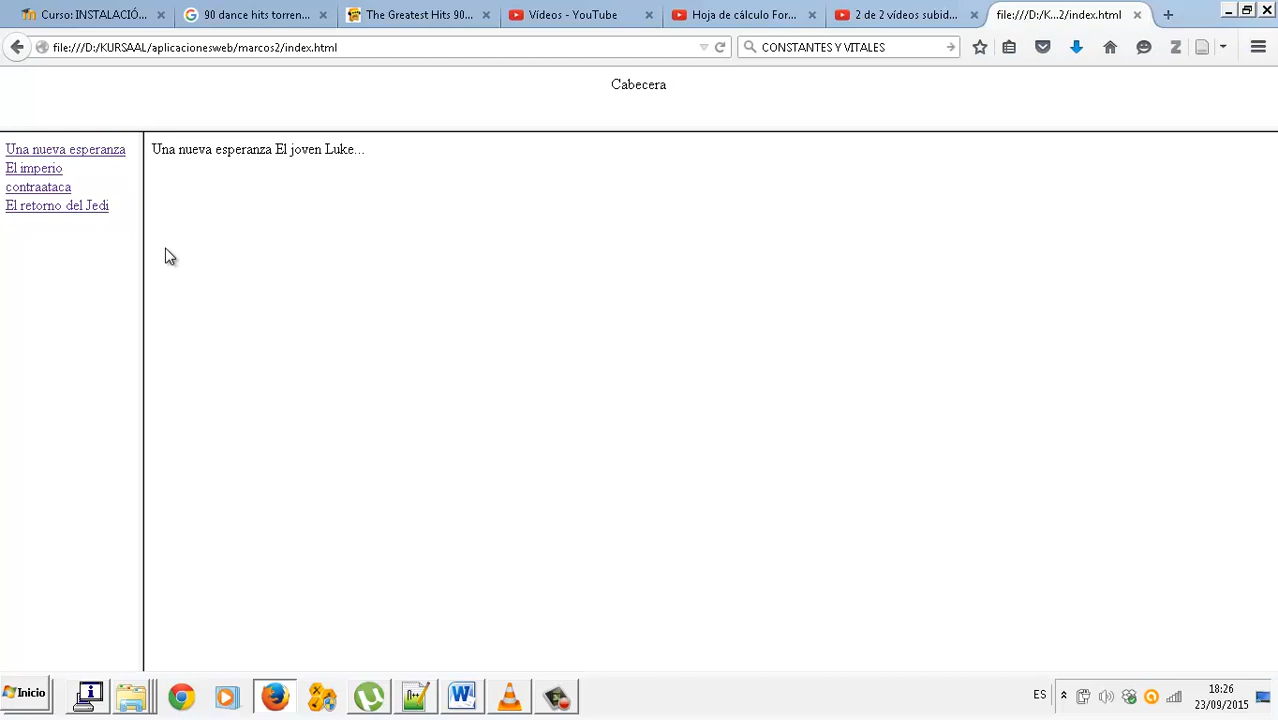 Curso: INSTALACIÓ...
90 dance hits torren...
The Greatest Hits 90...
Vídeos - YouTube
Hoja de cálculo For...
2 de 2 vídeos subid...
file:///D:/K...2/index.html
file:///D:/KURSAAL/aplicacionesweb/marcos2/index.html
CONSTANTES Y VITALES
Cabecera
Una nueva esperanza
El imperio
contraataca
El retorno del Jedi
Una nueva esperanza El joven Luke...
Inicio
ES
18:26
23/09/2015